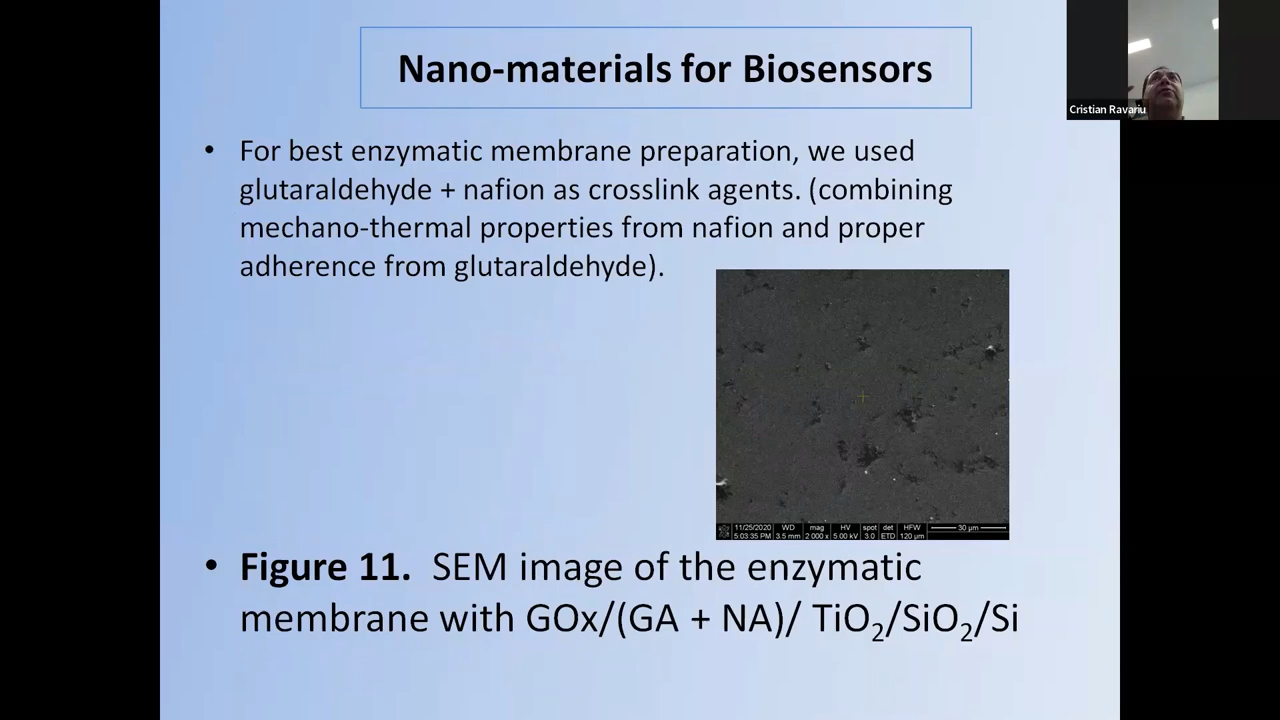 Nano-materials for Biosensors
Cristian Ravariu
• For best enzymatic membrane preparation, we used
glutaraldehyde + nafion as crosslink agents. (combining
mechano-thermal properties from nafion and proper
adherence from glutaraldehyde).
11/25/2020 WD mag HV spot det HFW 30 µm
5:03:35 PM 3.5 mm 2 000 x 5.00 kV 3.0 ETD 120 µm
• Figure 11. SEM image of the enzymatic
membrane with GOx/(GA + NA)/ TiO₂/SiO₂/Si